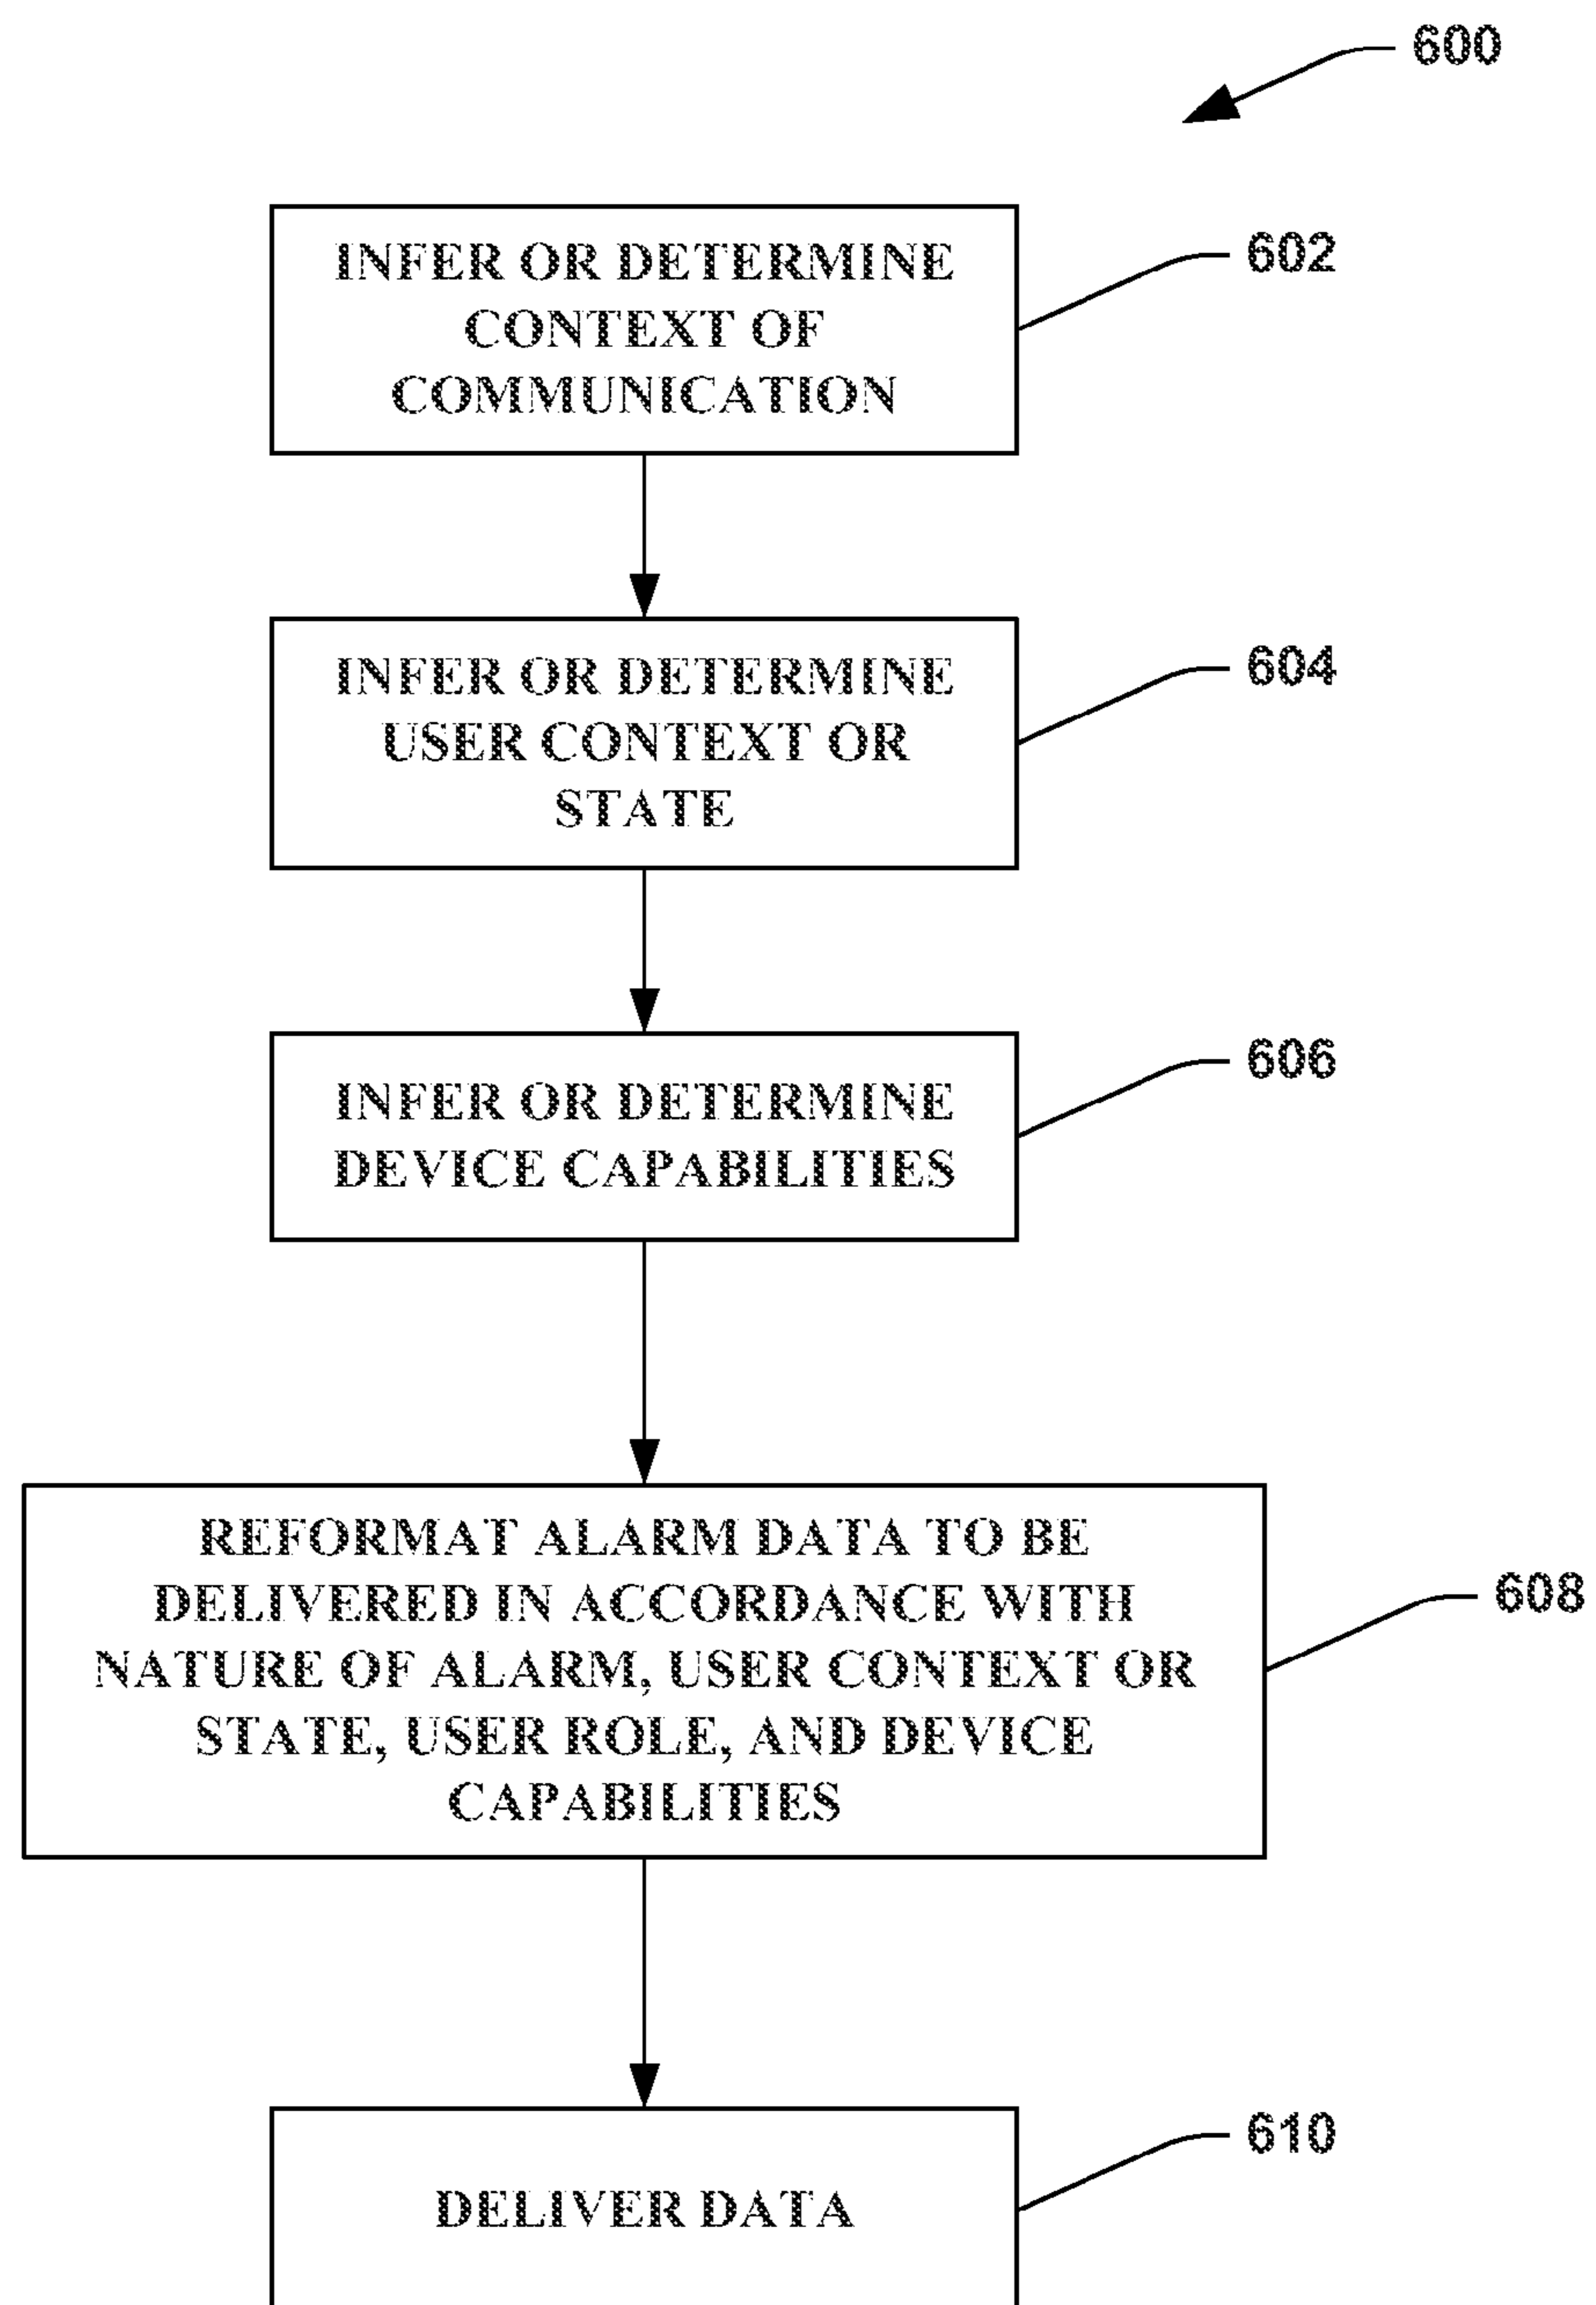 600
INFER OR DETERMINE
CONTEXT OF
COMMUNICATION
602
INFER OR DETERMINE
USER CONTEXT OR
STATE
604
INFER OR DETERMINE
DEVICE CAPABILITIES
606
REFORMAT ALARM DATA TO BE
DELIVERED IN ACCORDANCE WITH
NATURE OF ALARM, USER CONTEXT OR
STATE, USER ROLE, AND DEVICE
CAPABILITIES
608
DELIVER DATA
610